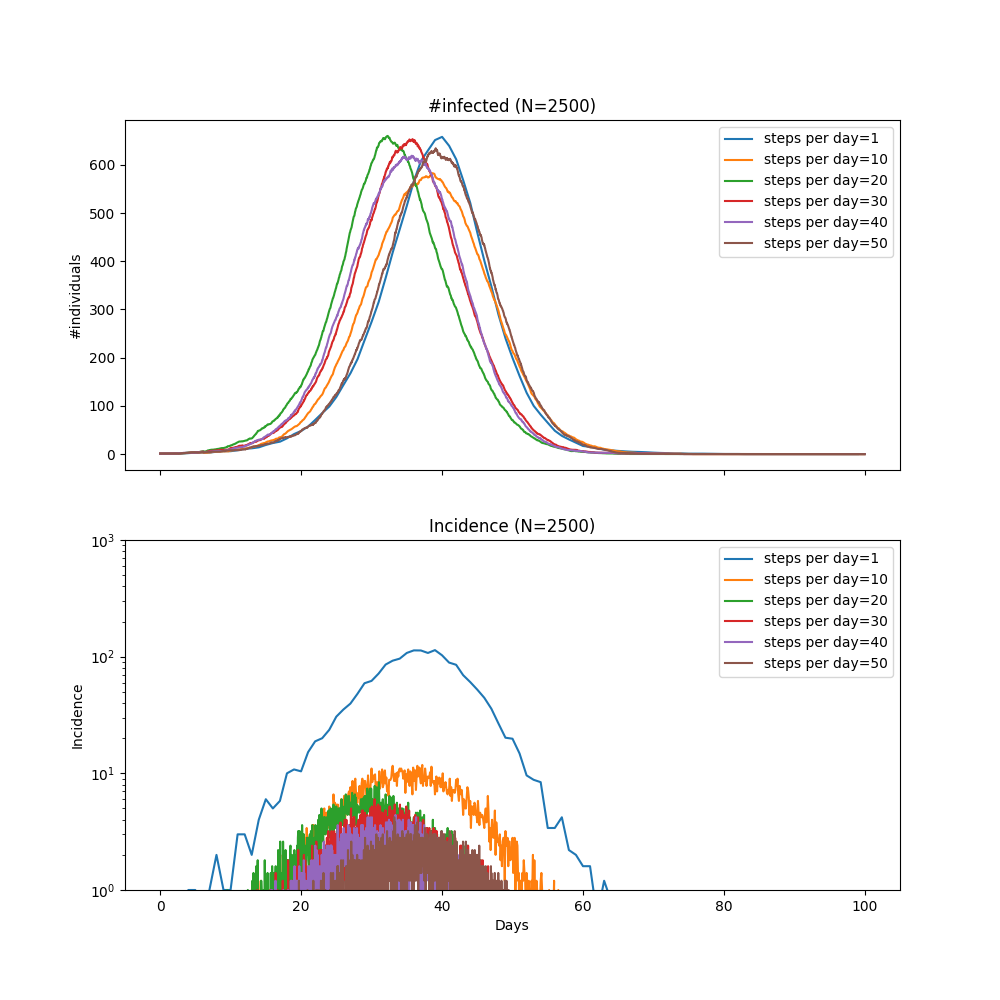 #infected (N=2500)
#individuals
600
500
400
300
200
100
0
steps per day=1
steps per day=10
steps per day=20
steps per day=30
steps per day=40
steps per day=50
Incidence (N=2500)
Incidence
10³
10²
10¹
10⁰
steps per day=1
steps per day=10
steps per day=20
steps per day=30
steps per day=40
steps per day=50
0 20 40 60 80 100
Days